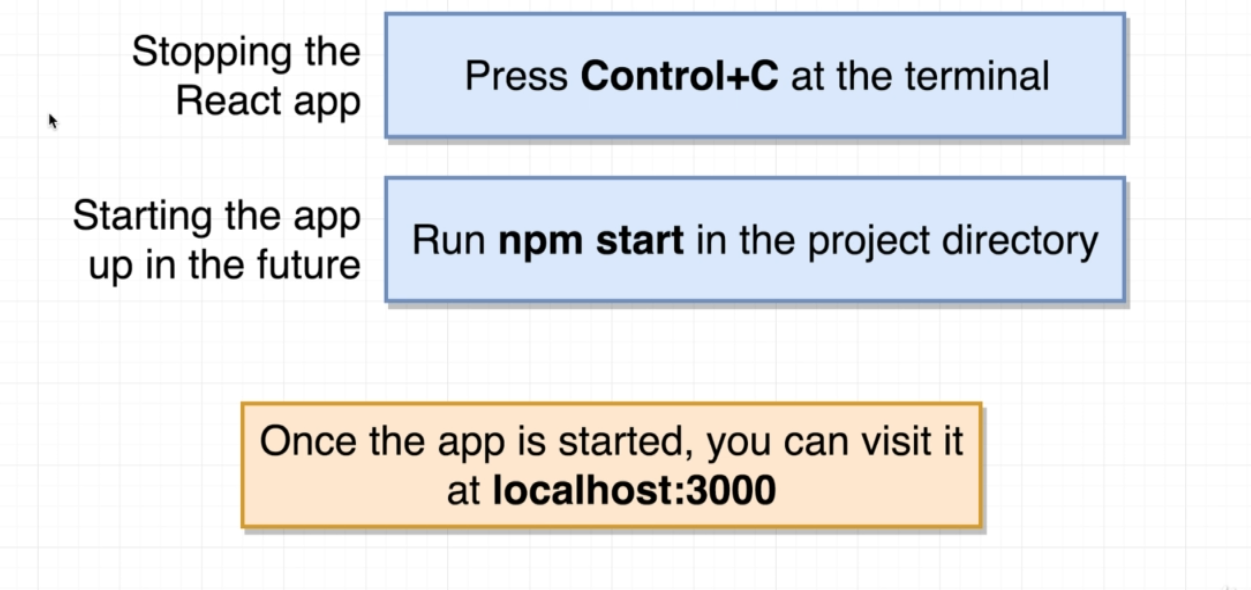 Stopping the
React app
Press Control+C at the terminal
Starting the app
up in the future
Run npm start in the project directory
Once the app is started, you can visit it
at localhost:3000